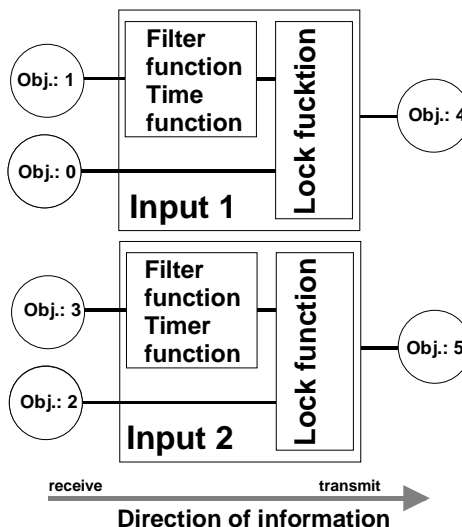 Filter
function
Time
function
Lock fucktion
Obj.: 1
Obj.: 4
Obj.: 0
Input 1
Filter
function
Timer
function
Lock function
Obj.: 3
Obj.: 5
Obj.: 2
Input 2
receive
transmit
Direction of information